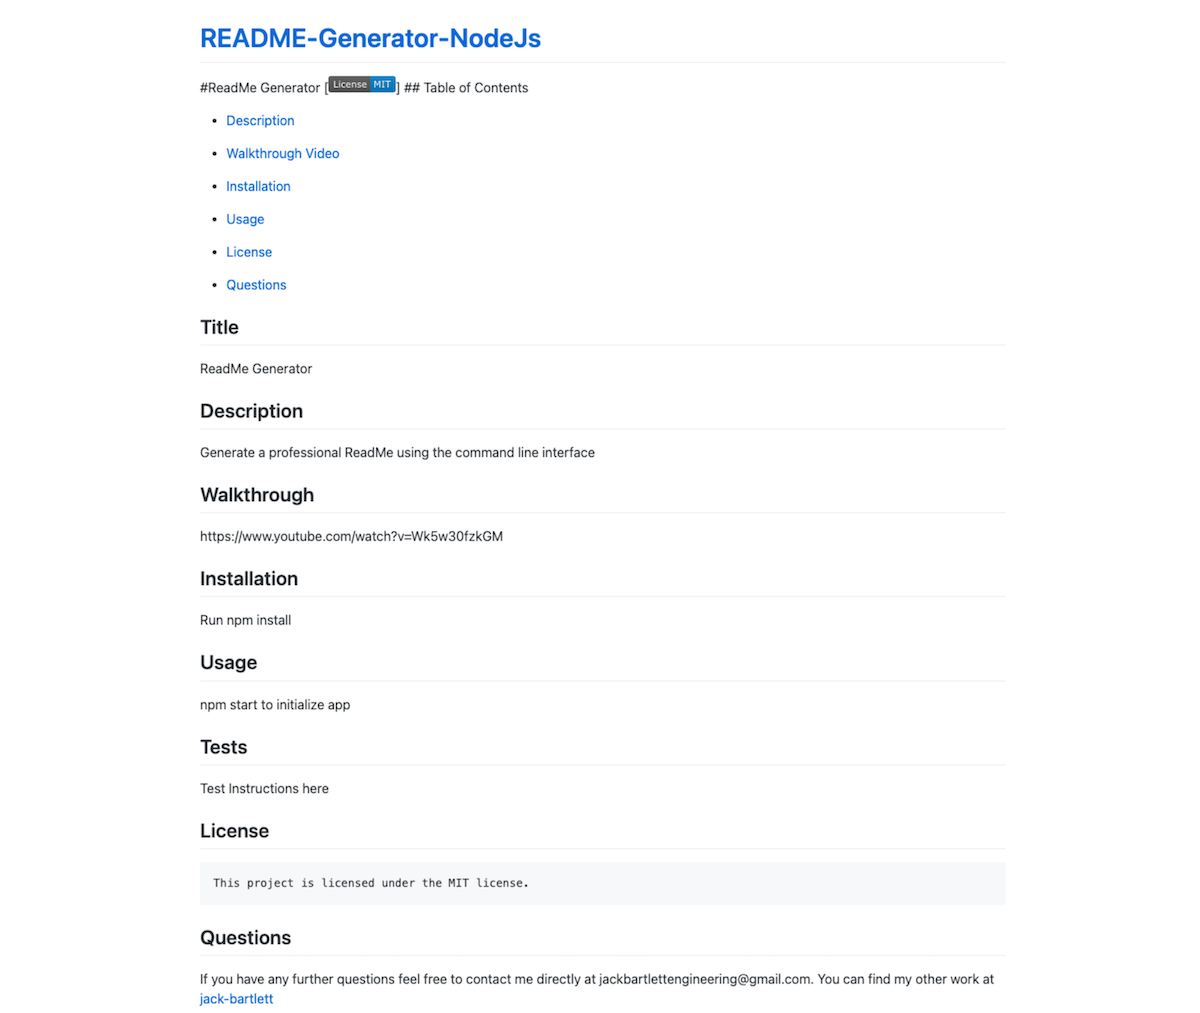 README-Generator-NodeJs
#ReadMe Generator [License MIT] ## Table of Contents
• Description
• Walkthrough Video
• Installation
• Usage
• License
• Questions
Title
ReadMe Generator
Description
Generate a professional ReadMe using the command line interface
Walkthrough
https://www.youtube.com/watch?v=Wk5w30fzkGM
Installation
Run npm install
Usage
npm start to initialize app
Tests
Test Instructions here
License
This project is licensed under the MIT license.
Questions
If you have any further questions feel free to contact me directly at jackbartlettengineering@gmail.com. You can find my other work at
jack-bartlett